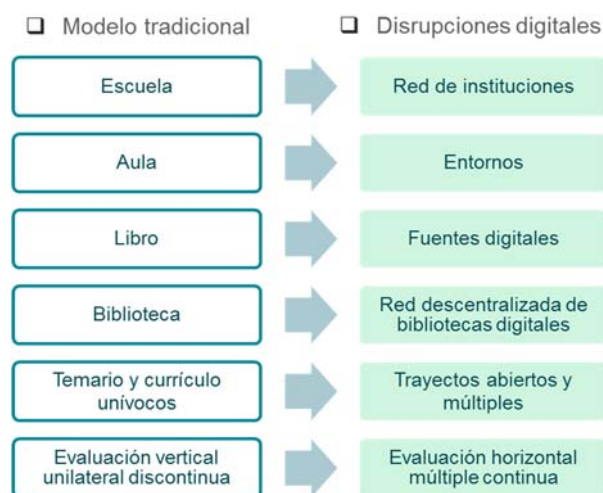 Modelo tradicional
Disrupciones digitales
Escuela
Red de instituciones
Aula
Entornos
Libro
Fuentes digitales
Biblioteca
Red descentralizada de
bibliotecas digitales
Temario y currículo
unívocos
Trayectos abiertos y
múltiples
Evaluación vertical
unilateral discontinua
Evaluación horizontal
múltiple continua